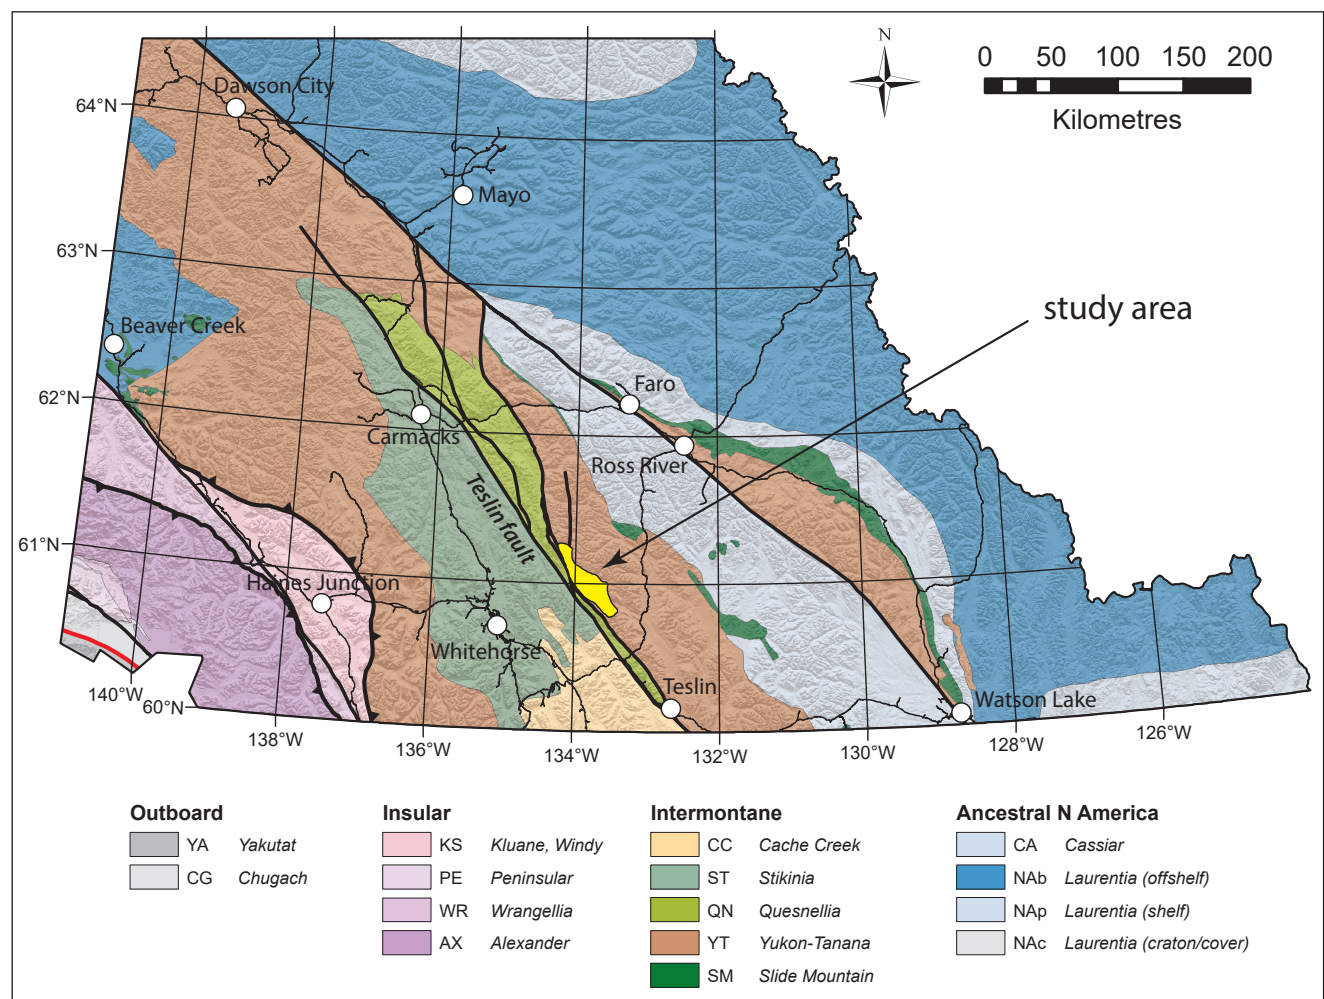 N
0 50 100 150 200
Kilometres
Dawson City
64°N
Mayo
63°N
study area
Beaver Creek
Faro
62°N
Carmacks
Ross River
Teslin fault
61°N
Haines Junction
Whitehorse
Teslin
Watson Lake
140°W
60°N
138°W
136°W
134°W
132°W
130°W
128°W
126°W
Outboard
YA Yakutat
CG Chugach
Insular
KS Kluane, Windy
PE Peninsular
WR Wrangellia
AX Alexander
Intermontane
CC Cache Creek
ST Stikinia
QN Quesnellia
YT Yukon-Tanana
SM Slide Mountain
Ancestral N America
CA Cassiar
NAb Laurentia (offshelf)
NAp Laurentia (shelf)
NAc Laurentia (craton/cover)